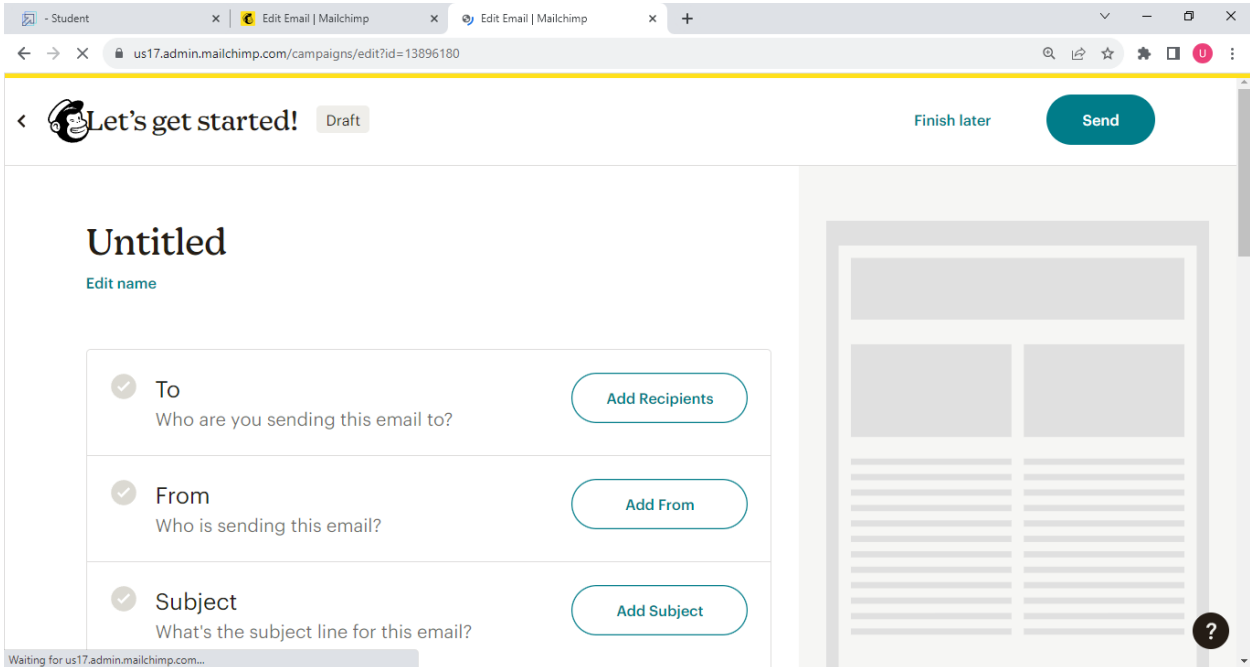 - Student
Edit Email | Mailchimp
Edit Email | Mailchimp
us17.admin.mailchimp.com/campaigns/edit?id=13896180
U
Let's get started!
Draft
Finish later
Send
Untitled
Edit name
To
Who are you sending this email to?
Add Recipients
From
Who is sending this email?
Add From
Subject
What's the subject line for this email?
Add Subject
?
Waiting for us17.admin.mailchimp.com...